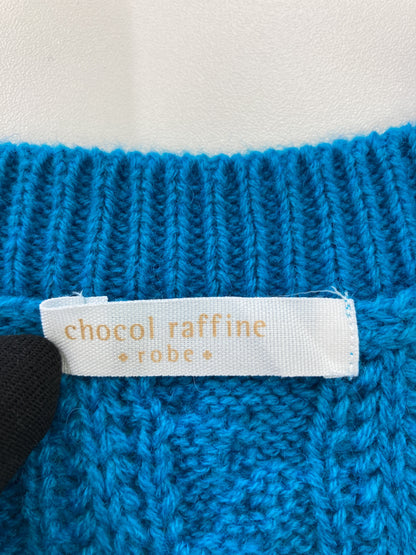 chocol raffine
• robe •